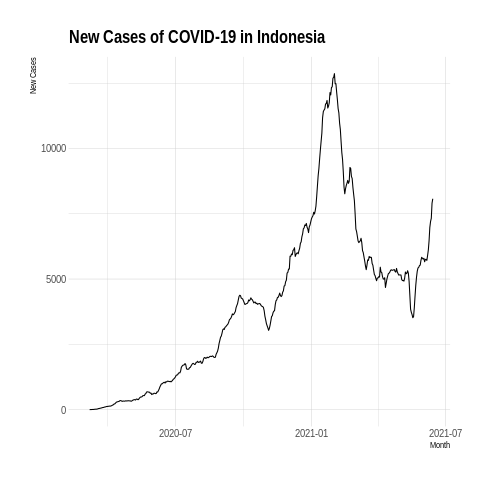 New Cases of COVID-19 in Indonesia
New Cases
10000
5000
0
2020-07
2021-01
2021-07
Month